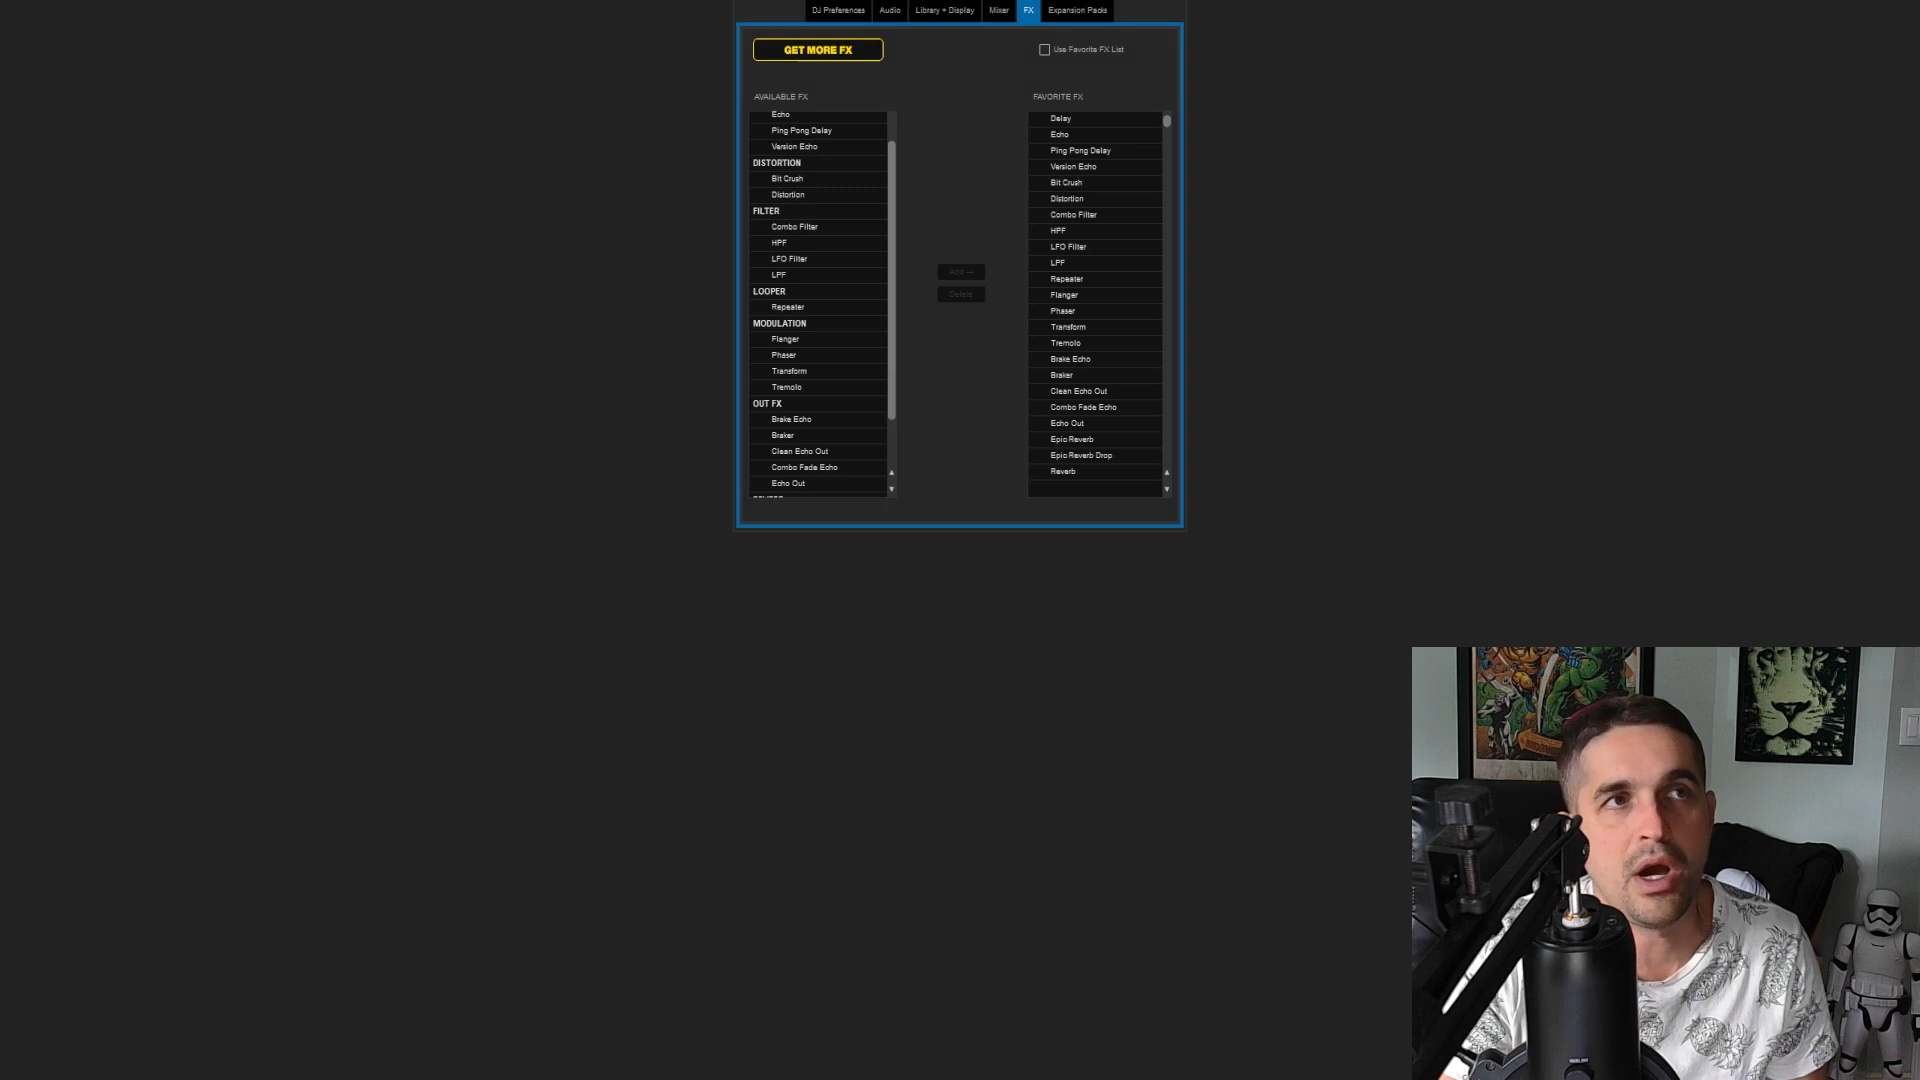 DJ Preferences
Audio
Library + Display
Mixer
FX
Expansion Packs
GET MORE FX
Use Favorite FX List
AVAILABLE FX
Echo
Ping Pong Delay
Version Echo
DISTORTION
Bit Crush
Distortion
FILTER
Combo Filter
HPF
LFO Filter
LPF
LOOPER
Repeater
MODULATION
Flanger
Phaser
Transform
Tremolo
OUT FX
Brake Echo
Braker
Clean Echo Out
Combo Fade Echo
Echo Out
Add
Delete
FAVORITE FX
Delay
Echo
Ping Pong Delay
Version Echo
Bit Crush
Distortion
Combo Filter
HPF
LFO Filter
LPF
Repeater
Flanger
Phaser
Transform
Tremolo
Brake Echo
Braker
Clean Echo Out
Combo Fade Echo
Echo Out
Epic Reverb
Epic Reverb Drop
Reverb